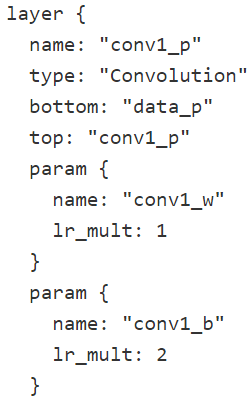 layer {
  name: "conv1_p"
  type: "Convolution"
  bottom: "data_p"
  top: "conv1_p"
  param {
    name: "conv1_w"
    lr_mult: 1
  }
  param {
    name: "conv1_b"
    lr_mult: 2
  }